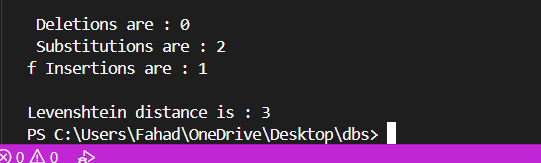 Deletions are : 0
Substitutions are : 2
f Insertions are : 1
Levenshtein distance is : 3
PS C:\Users\Fahad\OneDrive\Desktop\dbs>
0 0